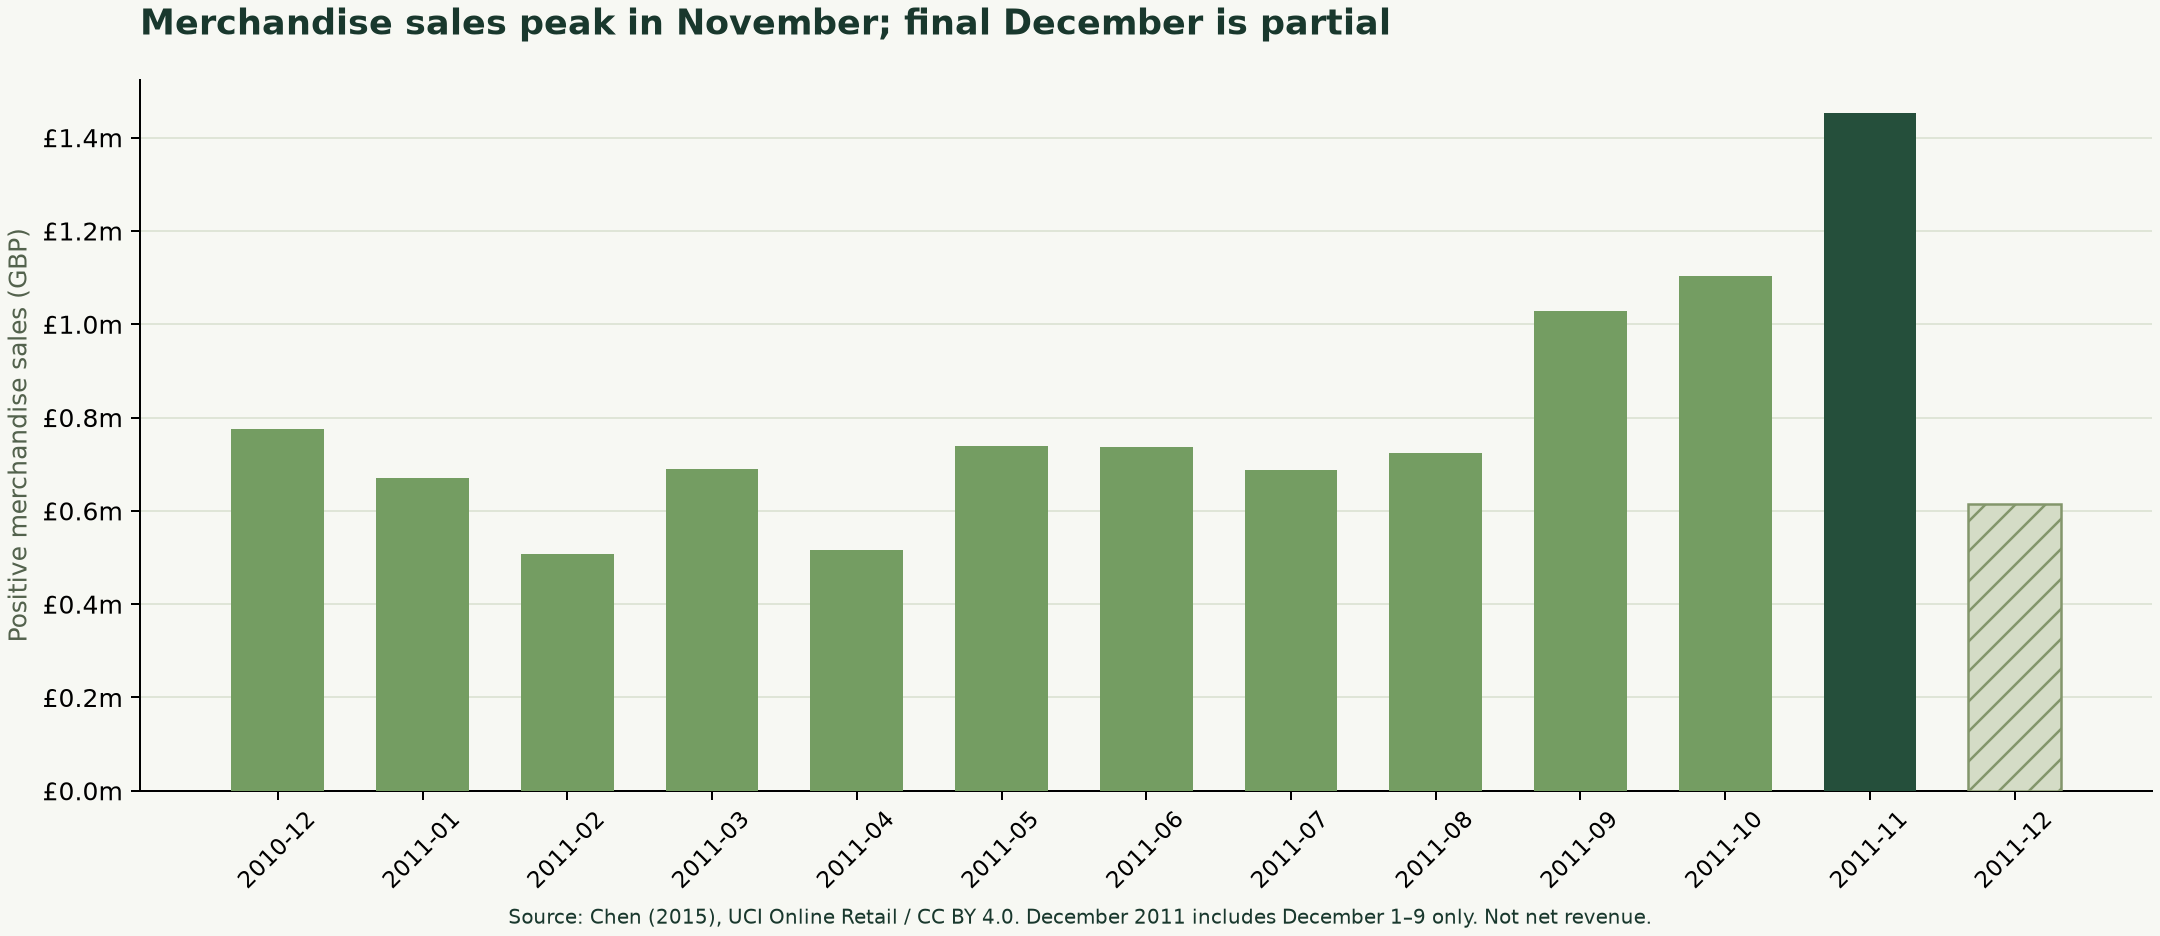 Merchandise sales peak in November; final December is partial
Positive merchandise sales (GBP)
£1.4m
£1.2m
£1.0m
£0.8m
£0.6m
£0.4m
£0.2m
£0.0m
2010-12
2011-01
2011-02
2011-03
2011-04
2011-05
2011-06
2011-07
2011-08
2011-09
2011-10
2011-11
2011-12
Source: Chen (2015), UCI Online Retail / CC BY 4.0. December 2011 includes December 1–9 only. Not net revenue.